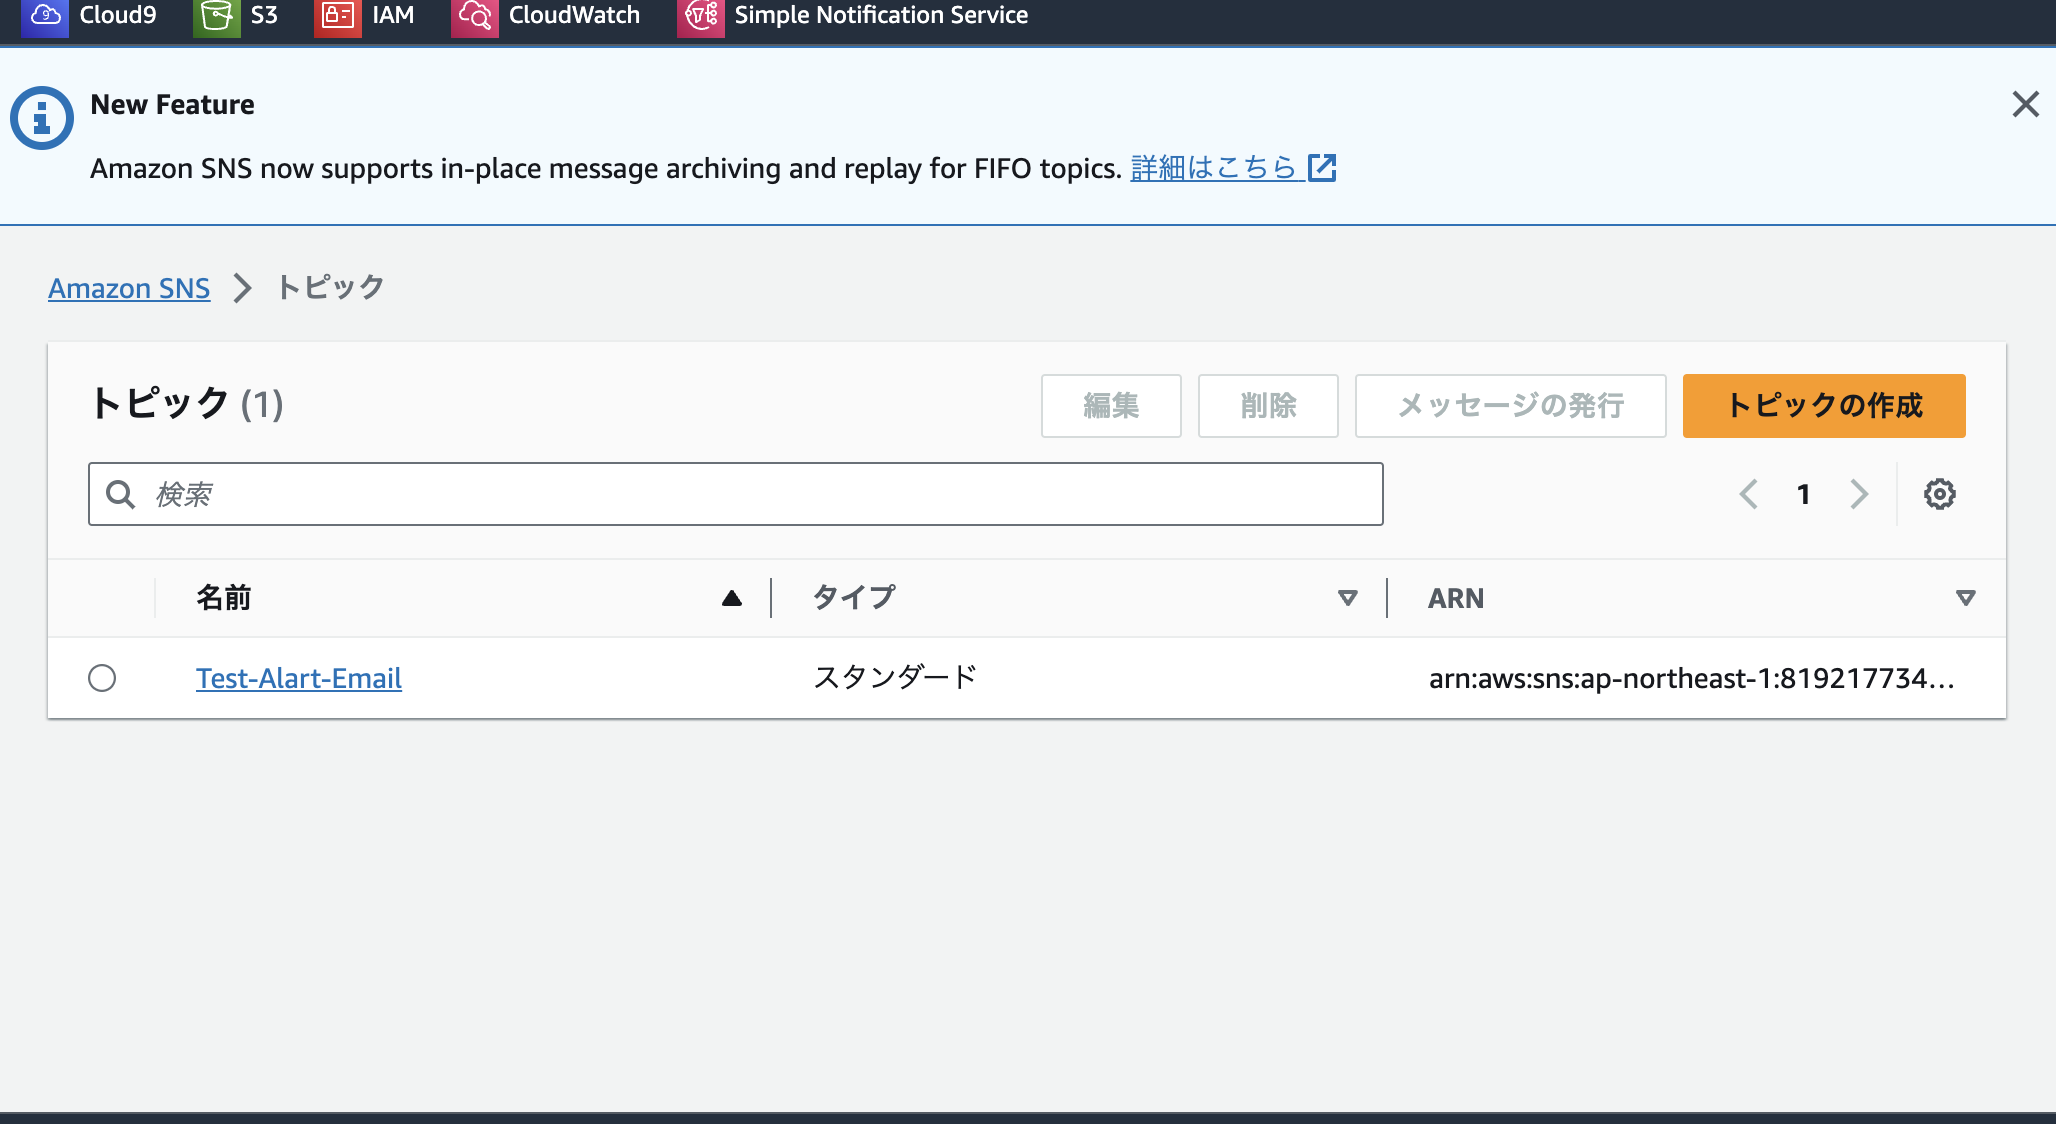 Cloud9 S3 IAM CloudWatch Simple Notification Service
New Feature
Amazon SNS now supports in-place message archiving and replay for FIFO topics. 詳細はこちら
Amazon SNS トピック
トピック (1) 編集 削除 メッセージの発行 トピックの作成
検索 1
名前 タイプ ARN
Test-Alart-Email スタンダード arn:aws:sns:ap-northeast-1:819217734...